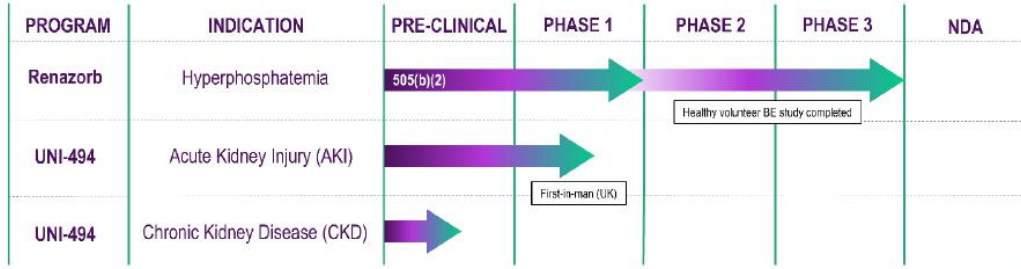 PROGRAM INDICATION PRE-CLINICAL PHASE 1 PHASE 2 PHASE 3 NDA
Renazorb Hyperphosphatemia 505(b)(2)
Healthy volunteer BE study completed
UNI-494 Acute Kidney Injury (AKI)
First-in-man (UK)
UNI-494 Chronic Kidney Disease (CKD)